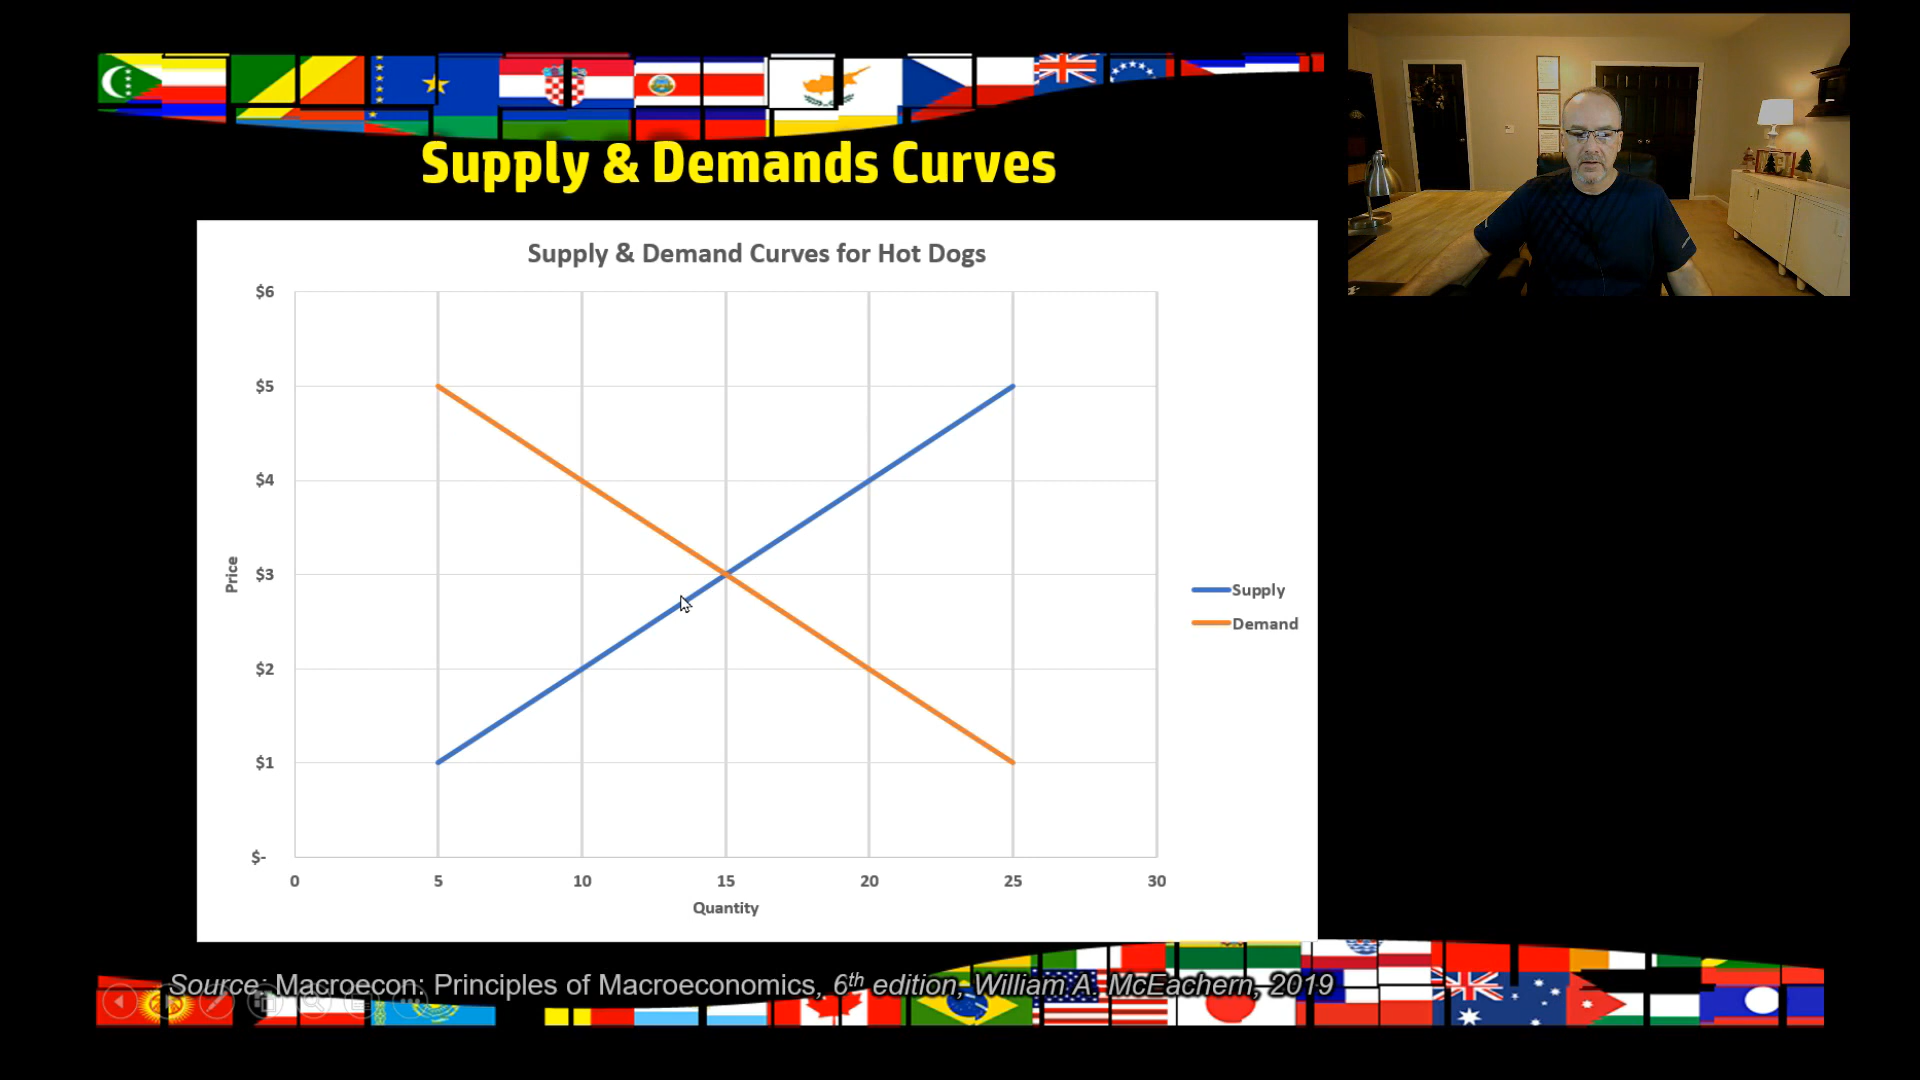 Supply & Demands Curves
Supply & Demand Curves for Hot Dogs
$6
$5
$4
$3
$2
$1
$-
Price
0 5 10 15 20 25 30
Quantity
Supply
Demand
Source: Macroecon: Principles of Macroeconomics, 6th edition, William A. McEachern, 2019